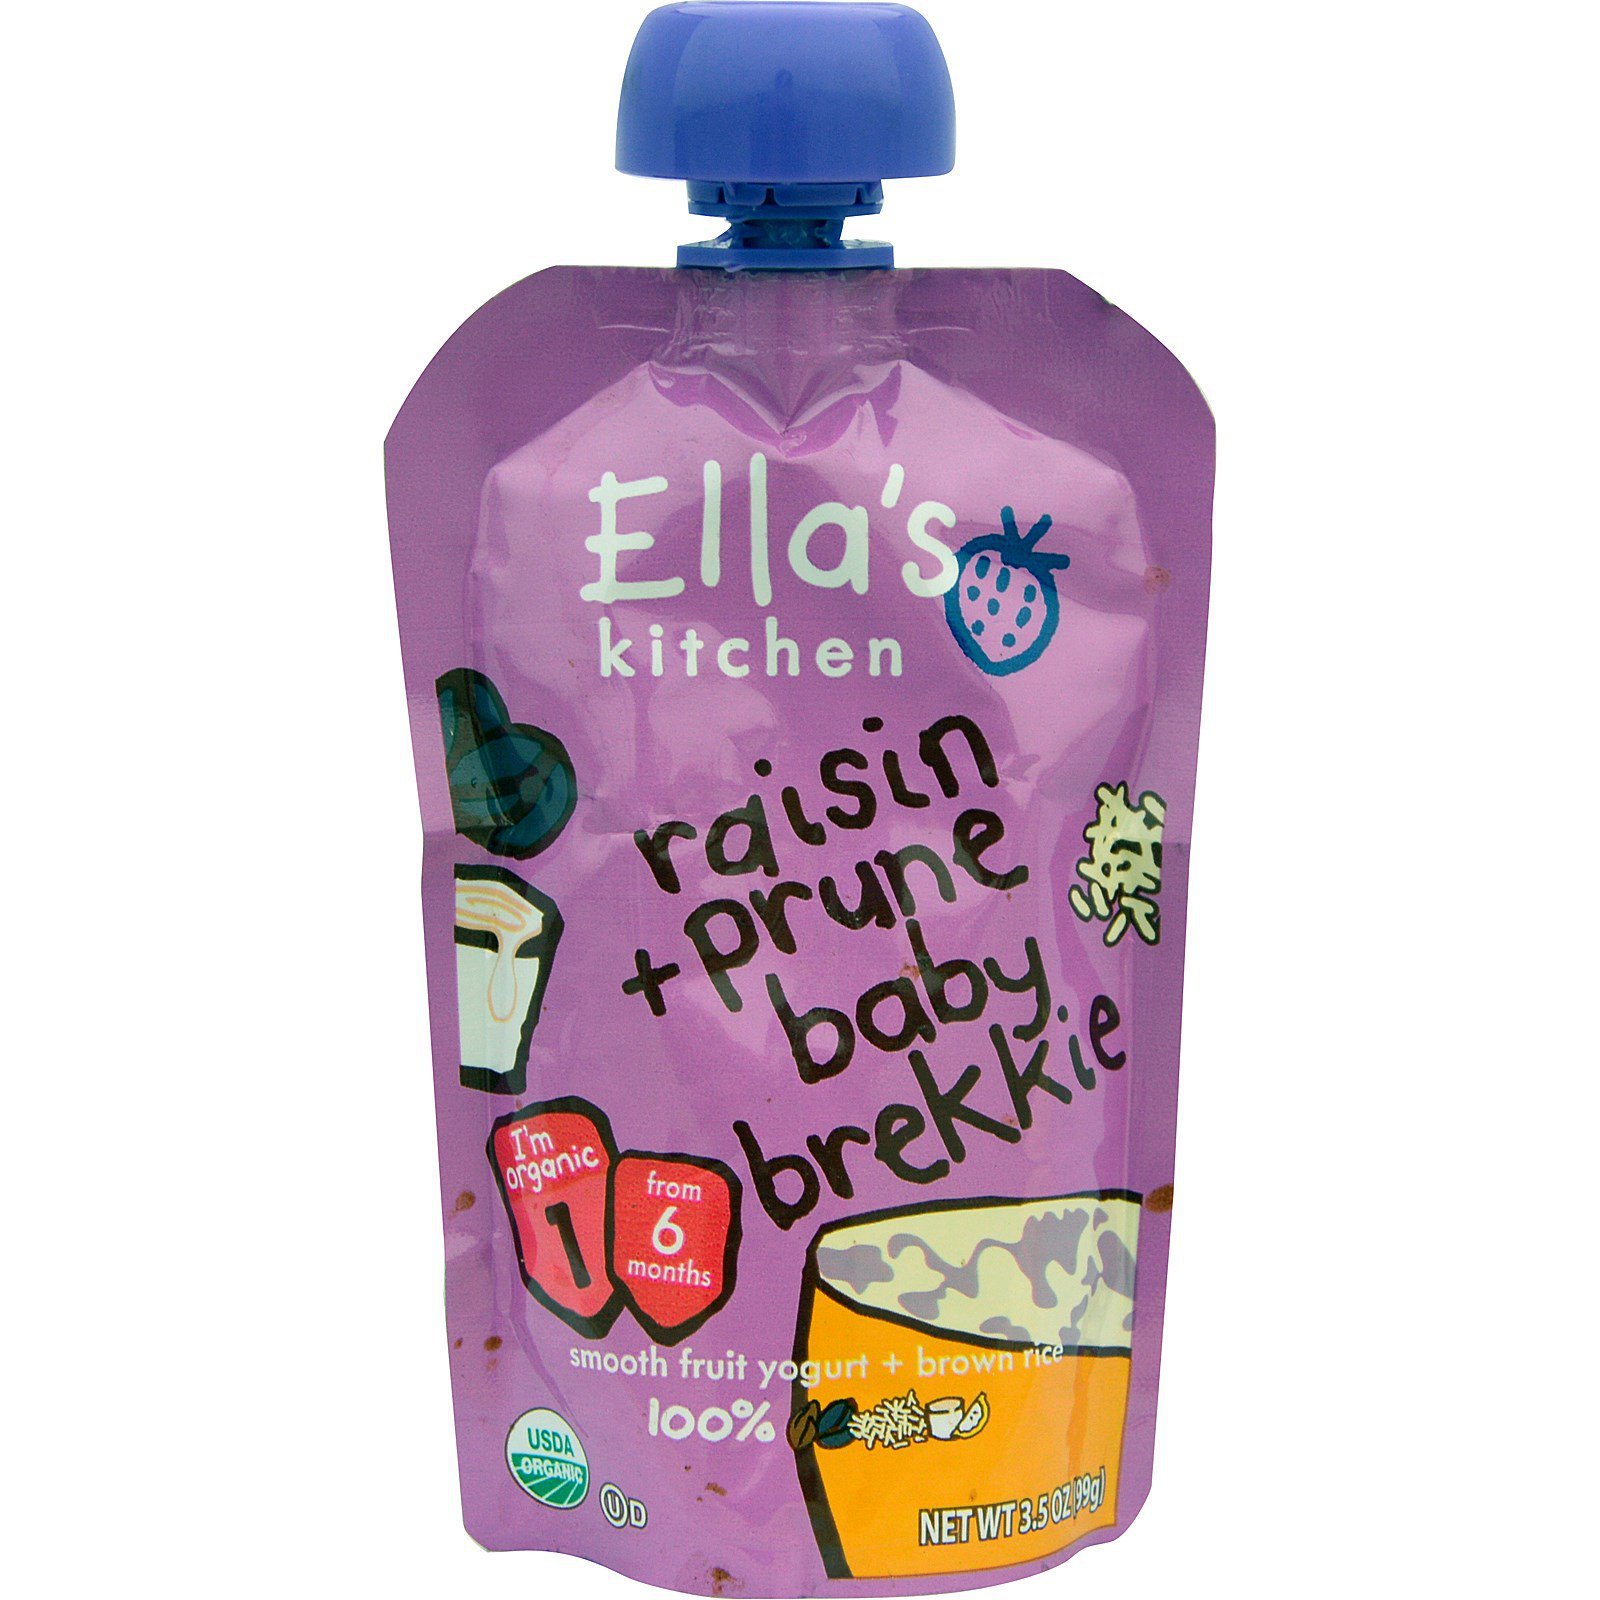 Ella's
kitchen
raisin
+ prune
baby
brekkie
I'm
organic
1
from
6
months
smooth fruit yogurt + brown rice
100%
USDA
ORGANIC
U D
NET WT 3.5 OZ (99g)